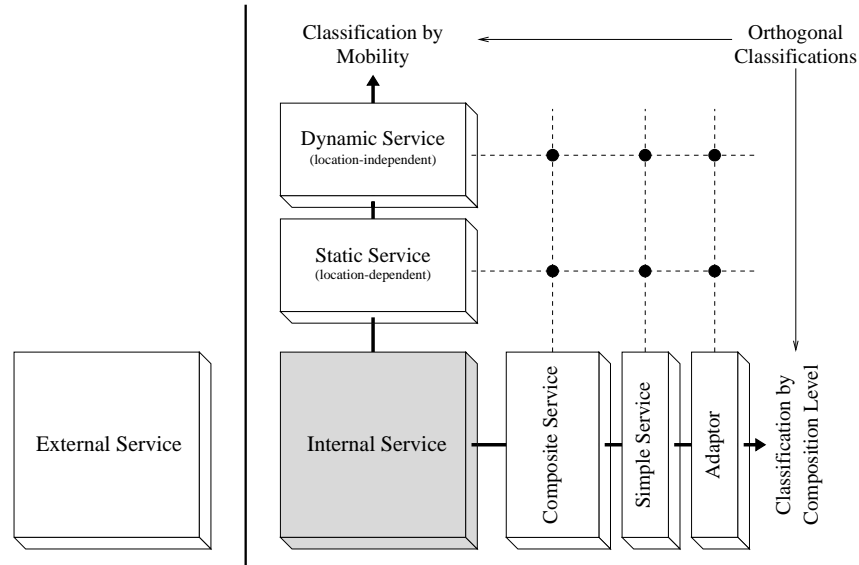 Classification by
Mobility
Orthogonal
Classifications
Dynamic Service
(location-independent)
Static Service
(location-dependent)
External Service
Internal Service
Composite Service
Simple Service
Adaptor
Classification by
Composition Level